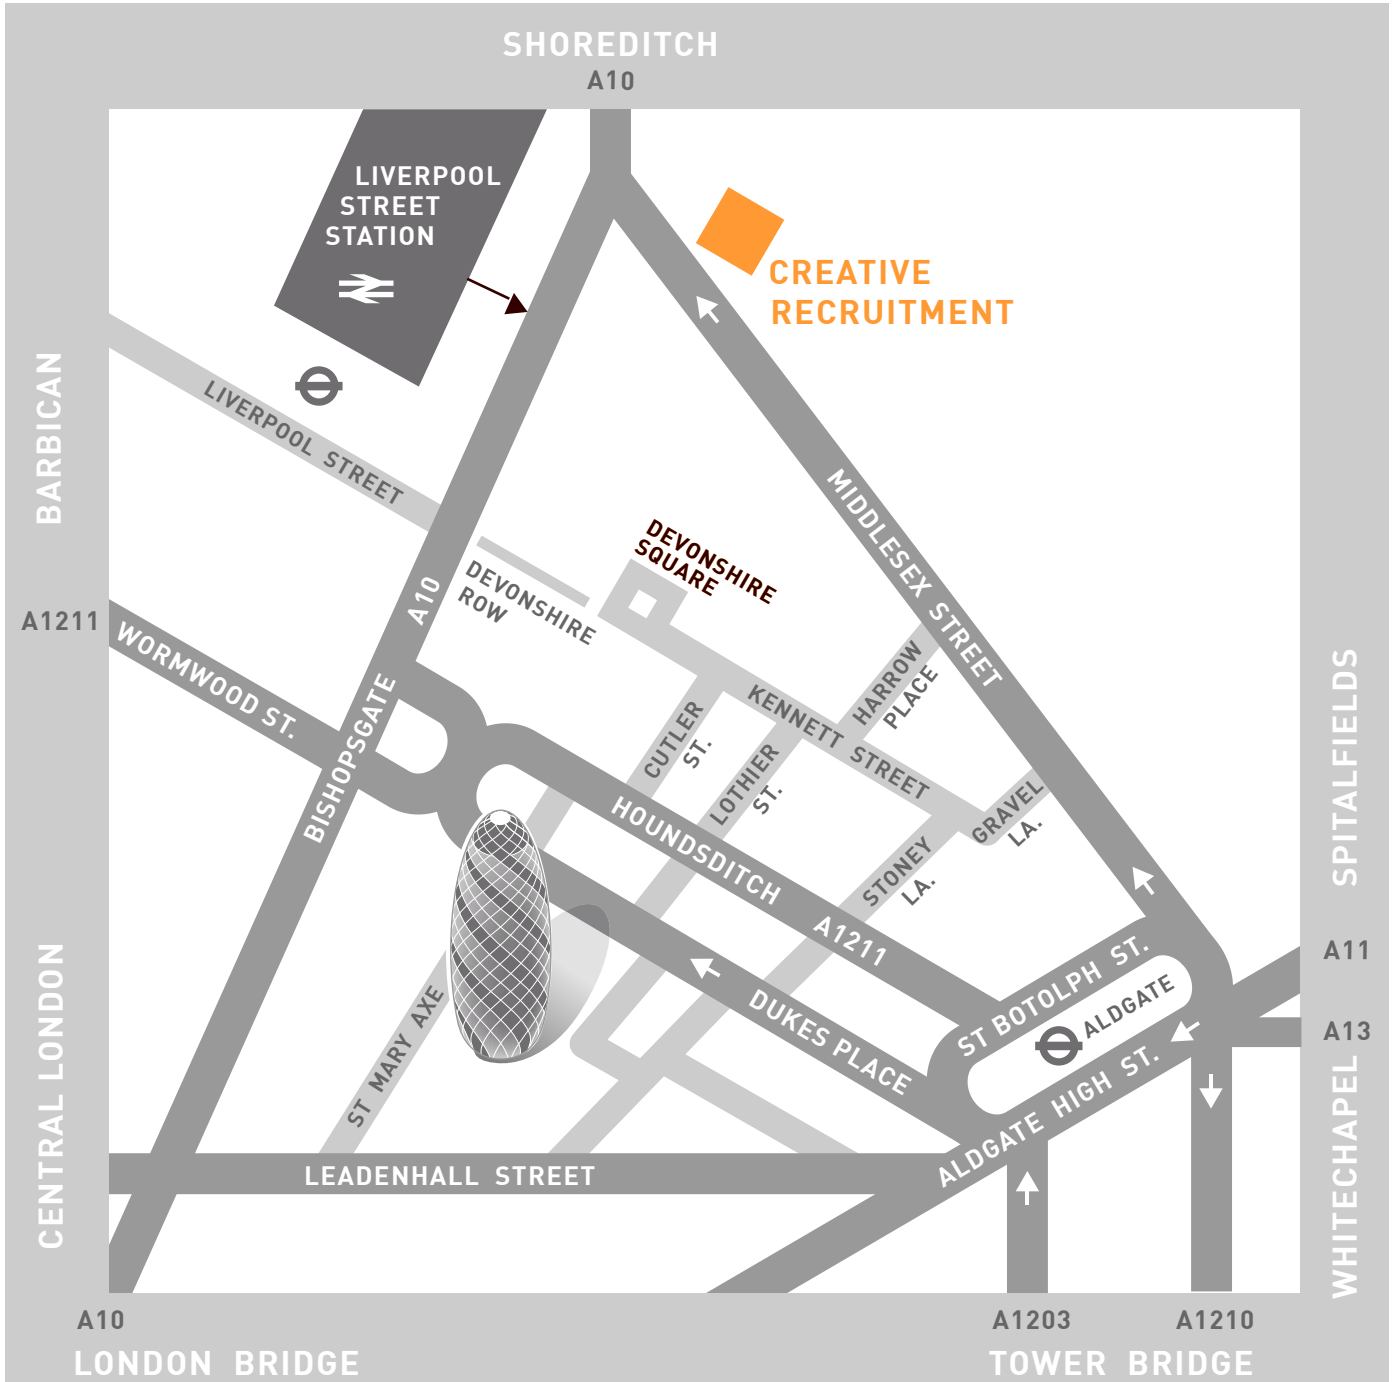 SHOREDITCH
A10
LIVERPOOL
STREET
STATION
CREATIVE
RECRUITMENT
BARBICAN
LIVERPOOL STREET
MIDDLESEX STREET
DEVONSHIRE
SQUARE
DEVONSHIRE
ROW
A10
A1211
WORMWOOD ST.
BISHOPSGATE
HARROW
PLACE
KENNETT STREET
CUTLER
ST.
LOTHIER
ST.
GRAVEL
LA.
STONEY
LA.
HOUNDSDITCH A1211
SPITALFIELDS
A11
ST BOTOLPH ST.
ALDGATE
A13
DUKES PLACE
ALDGATE HIGH ST.
ST MARY AXE
CENTRAL LONDON
WHITECHAPEL
LEADENHALL STREET
A10
A1203
A1210
LONDON BRIDGE
TOWER BRIDGE